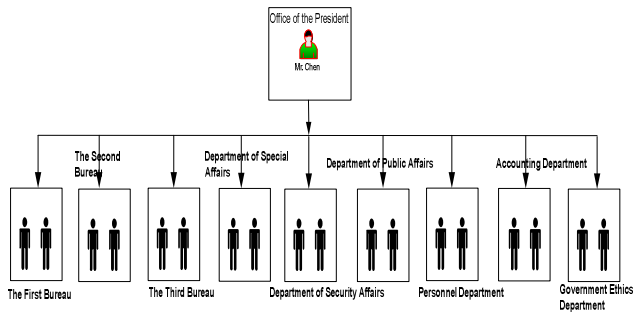 Office of the President
Mr. Chen
The Second
Bureau
Department of Special
Affairs
Department of Public Affairs
Accounting Department
The First Bureau
The Third Bureau
Department of Security Affairs
Personnel Department
Government Ethics
Department